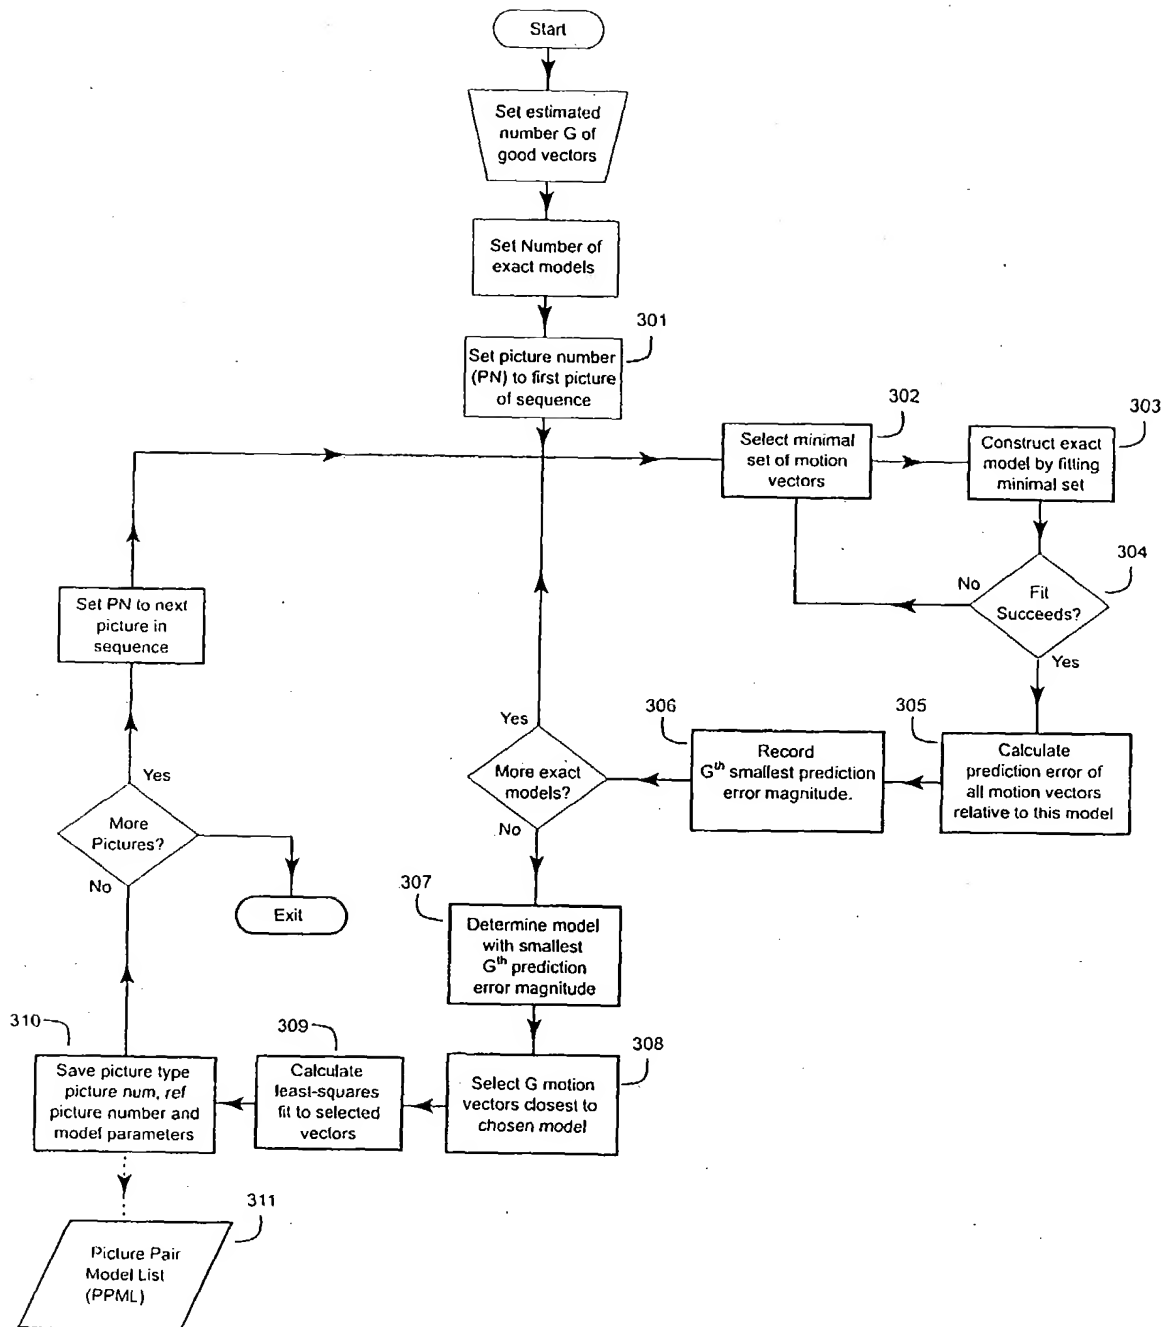 Start
Set estimated
number G of
good vectors
Set Number of
exact models
301
Set picture number
(PN) to first picture
of sequence
302
Select minimal
set of motion
vectors
303
Construct exact
model by fitting
minimal set
304
No
Fit
Succeeds?
Yes
Set PN to next
picture in
sequence
305
Calculate
prediction error of
all motion vectors
relative to this model
306
Record
Gth smallest prediction
error magnitude.
Yes
More exact
models?
No
Yes
More
Pictures?
No
Exit
307
Determine model
with smallest
Gth prediction
error magnitude
308
Select G motion
vectors closest to
chosen model
309
Calculate
least-squares
fit to selected
vectors
310
Save picture type
picture num, ref
picture number and
model parameters
311
Picture Pair
Model List
(PPML)